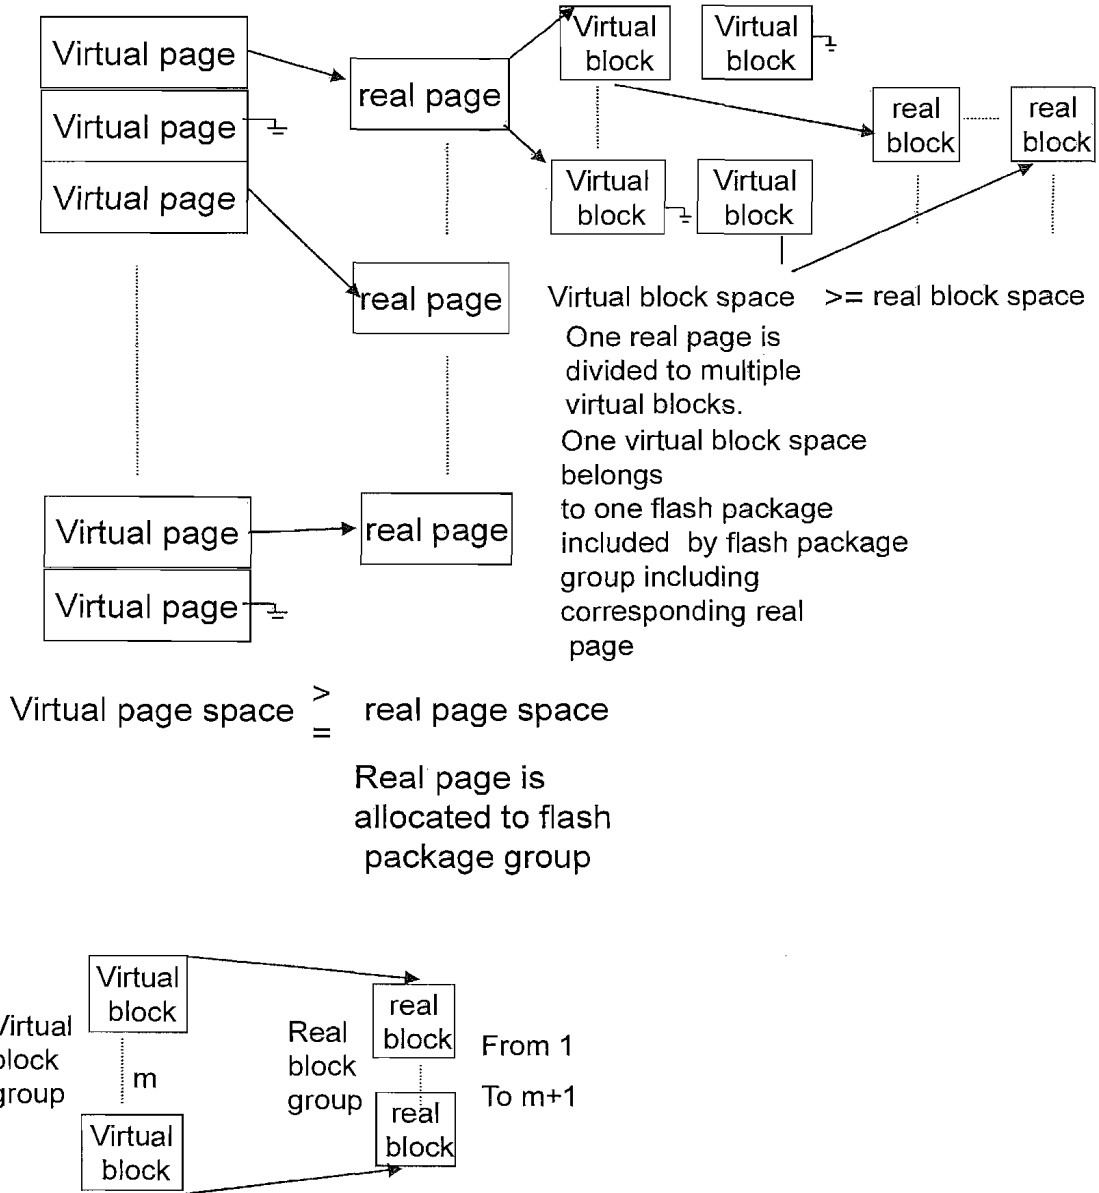 Virtual page
Virtual page
Virtual page
real page
real page
Virtual
block
Virtual
block
real
block
real
block
Virtual
block
Virtual
block
Virtual block space >= real block space
One real page is
divided to multiple
virtual blocks.
One virtual block space
belongs
to one flash package
included by flash package
group including
corresponding real
page
Virtual page
real page
Virtual page
Virtual page space >
= real page space
Real page is
allocated to flash
package group
Virtual
block
Virtual
block
group
m
Virtual
block
Real
block
group
real
block
real
block
From 1
To m+1